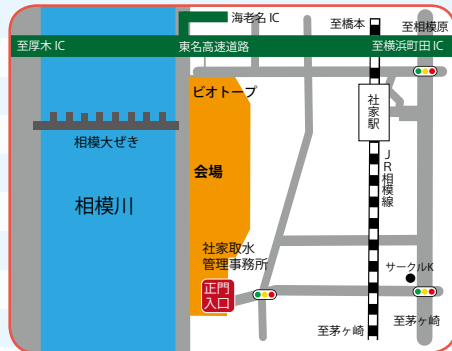 海老名 IC
至橋本
至相模原
至厚木 IC
東名高速道路
至横浜町田 IC
ビオトープ
社家駅
相模大ぜき
会場
JR相模線
相模川
社家取水
管理事務所
サークルK
正門
入口
至茅ヶ崎
至茅ヶ崎